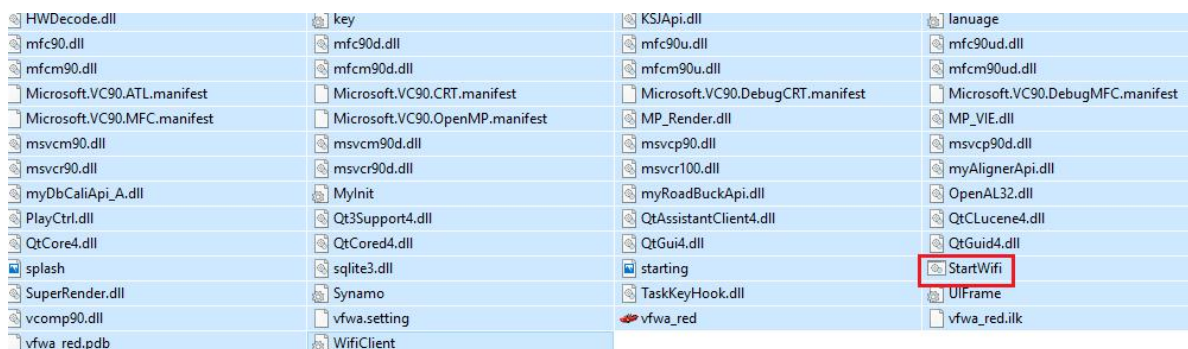 HWDecode.dll key KSJApi.dll lanuage
mfc90.dll mfc90d.dll mfc90u.dll mfc90ud.dll
mfcm90.dll mfcm90d.dll mfcm90u.dll mfcm90ud.dll
Microsoft.VC90.ATL.manifest Microsoft.VC90.CRT.manifest Microsoft.VC90.DebugCRT.manifest Microsoft.VC90.DebugMFC.manifest
Microsoft.VC90.MFC.manifest Microsoft.VC90.OpenMP.manifest MP_Render.dll MP_VIE.dll
msvcm90.dll msvcm90d.dll msvcp90.dll msvcp90d.dll
msvcr90.dll msvcr90d.dll msvcr100.dll myAlignerApi.dll
myDbCaliApi_A.dll MyInit myRoadBuckApi.dll OpenAL32.dll
PlayCtrl.dll Qt3Support4.dll QtAssistantClient4.dll QtCLucene4.dll
QtCore4.dll QtCored4.dll QtGui4.dll QtGuid4.dll
splash sqlite3.dll starting StartWifi
SuperRender.dll Synamo TaskKeyHook.dll UIFrame
vcomp90.dll vfwa.setting vfwa_red vfwa_red.ilk
vfwa_red.pdb WifiClient